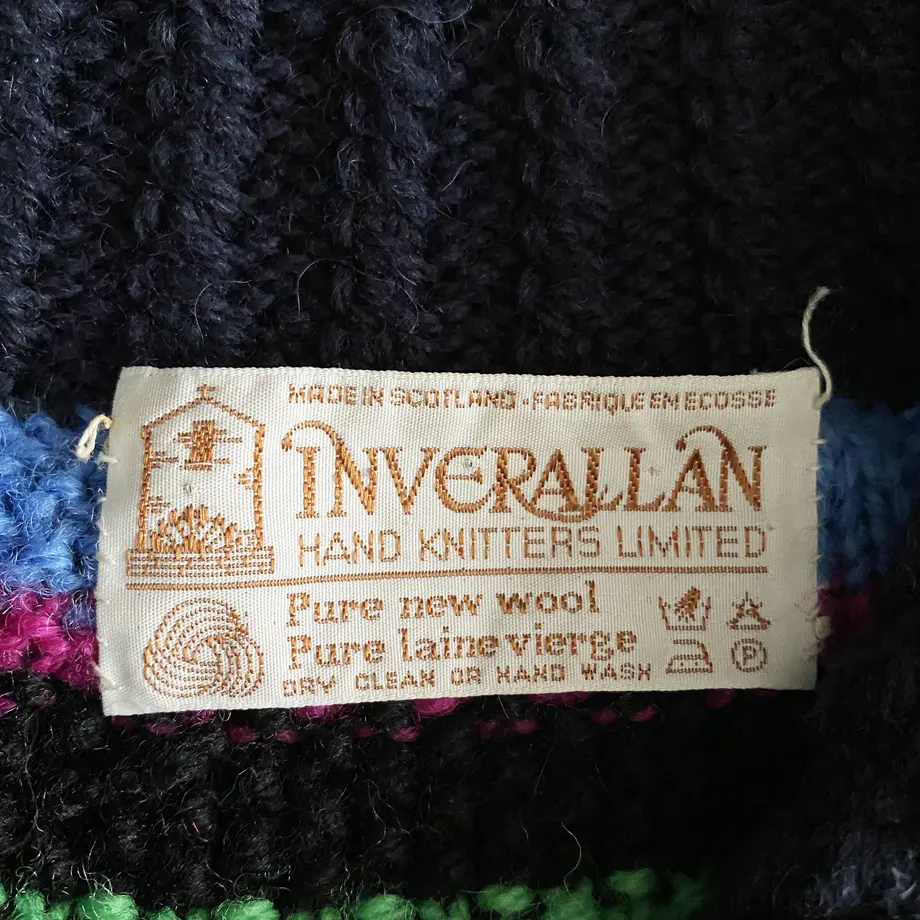 MADE IN SCOTLAND · FABRIQUE EM ECOSSE
INVERALLAN
HAND KNITTERS LIMITED
Pure new wool
Pure laine vierge
DRY CLEAN OR HAND WASH
P